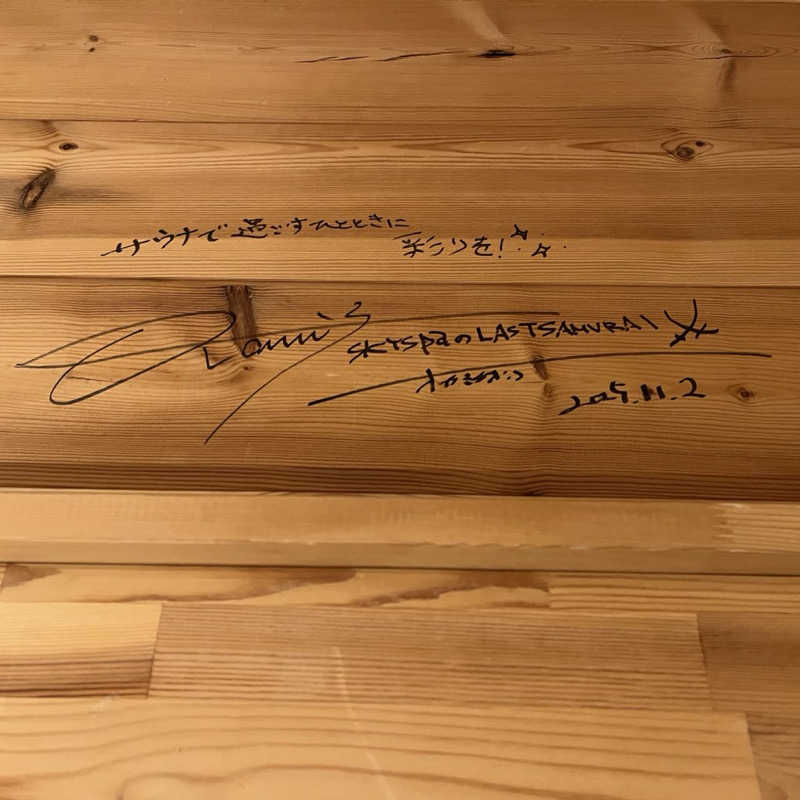 サウナで過ごすひとときに
彩りを!
SKYSpaのLASTSAMURAI
2025.11.2